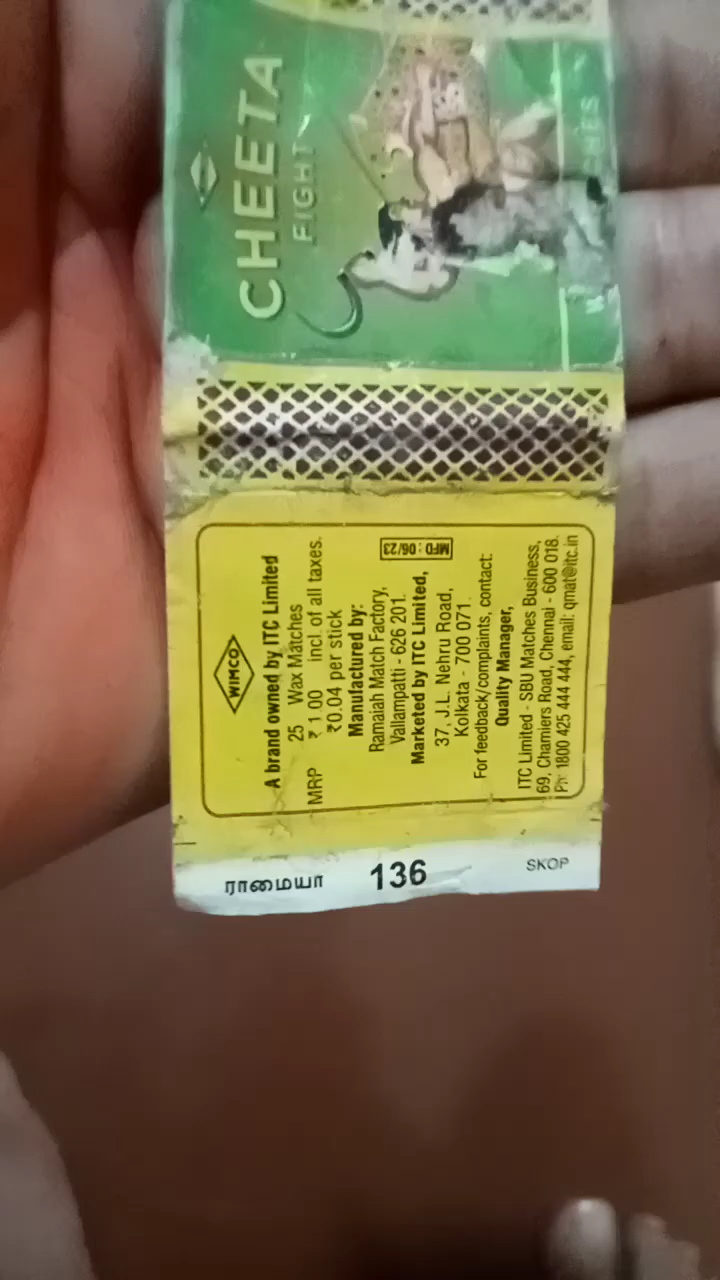 CHEETA
FIGHT
WIMCO
A brand owned by ITC Limited
25 Wax Matches
MRP ₹ 1.00 incl. of all taxes.
₹0.04 per stick
Manufactured by:
Ramaiah Match Factory,
Vallampatti - 626 201.
MFD : 06/23
Marketed by ITC Limited,
37, J.L. Nehru Road,
Kolkata - 700 071.
For feedback/complaints, contact:
Quality Manager,
ITC Limited - SBU Matches Business,
69, Chamiers Road, Chennai - 600 018.
Ph: 1800 425 444 444, email: qmat@itc.in
ராமையா 136 SKOP